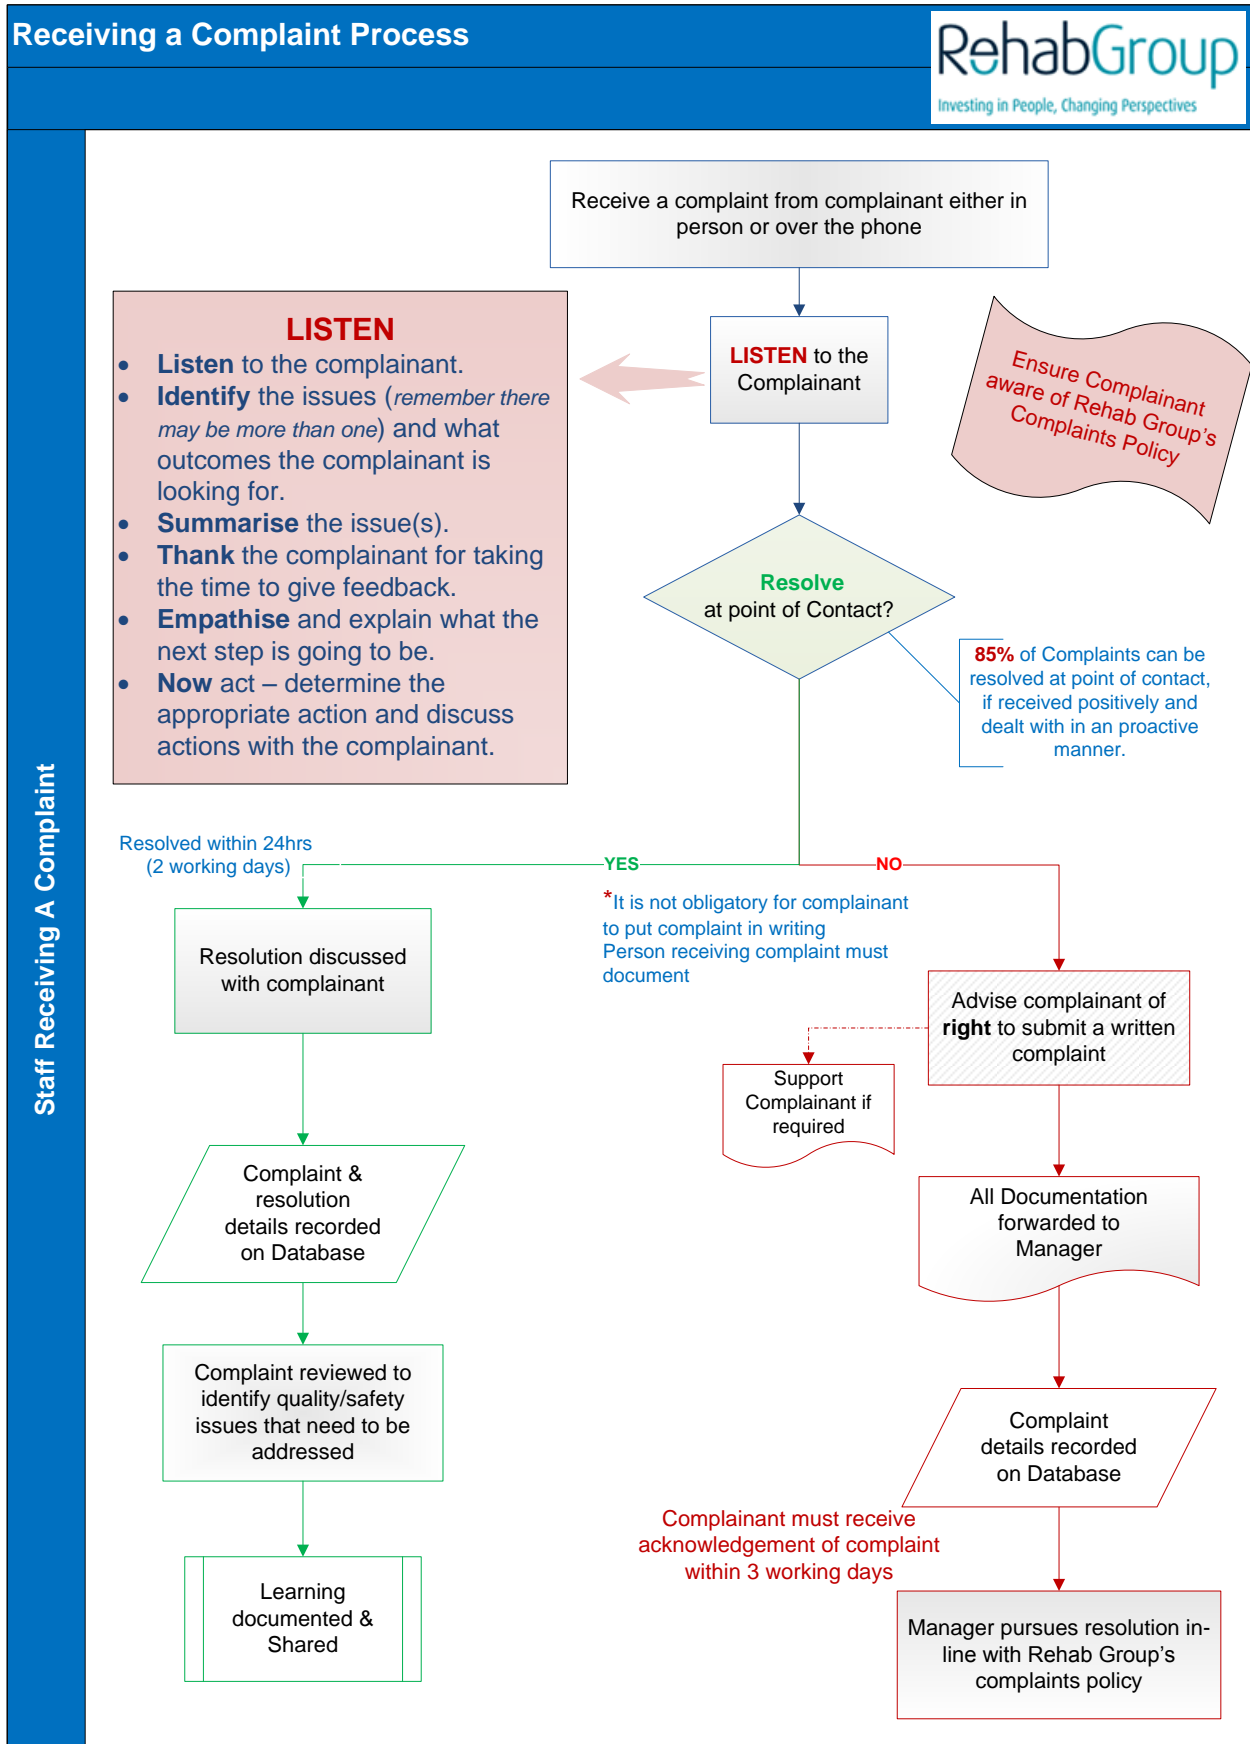 Receiving a Complaint Process
RehabGroup
Investing in People, Changing Perspectives
Staff Receiving A Complaint
Receive a complaint from complainant either in
person or over the phone
LISTEN to the
Complainant
Ensure Complainant
aware of Rehab Group's
Complaints Policy
LISTEN
• Listen to the complainant.
• Identify the issues (remember there
may be more than one) and what
outcomes the complainant is
looking for.
• Summarise the issue(s).
• Thank the complainant for taking
the time to give feedback.
• Empathise and explain what the
next step is going to be.
• Now act – determine the
appropriate action and discuss
actions with the complainant.
Resolve
at point of Contact?
85% of Complaints can be
resolved at point of contact,
if received positively and
dealt with in an proactive
manner.
Resolved within 24hrs
(2 working days)
YES
NO
*It is not obligatory for complainant
to put complaint in writing
Person receiving complaint must
document
Resolution discussed
with complainant
Complaint &
resolution
details recorded
on Database
Complaint reviewed to
identify quality/safety
issues that need to be
addressed
Learning
documented &
Shared
Advise complainant of
right to submit a written
complaint
Support
Complainant if
required
All Documentation
forwarded to
Manager
Complaint
details recorded
on Database
Complainant must receive
acknowledgement of complaint
within 3 working days
Manager pursues resolution in-
line with Rehab Group's
complaints policy